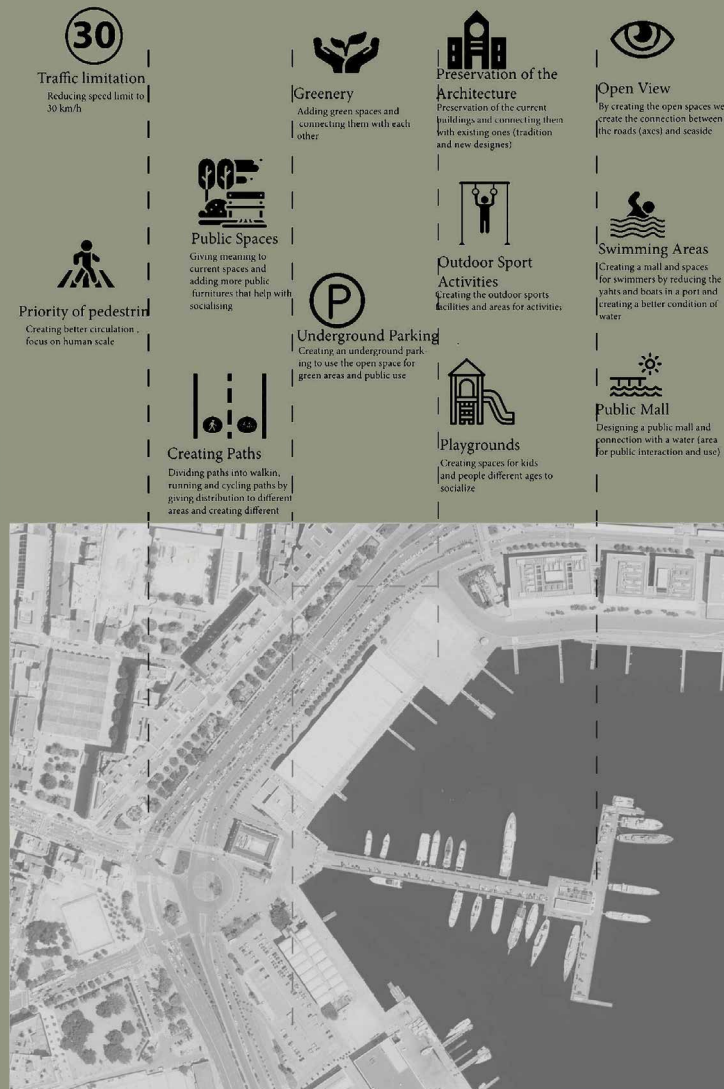 30
Traffic limitation
Reducing speed limit to
30 km/h
Priority of pedestrin
Creating better circulation ,
focus on human scale
Public Spaces
Giving meaning to
current spaces and
adding more public
furnitures that help with
socialising
Creating Paths
Dividing paths into walkin,
running and cycling paths by
giving distribution to different
areas and creating different
Greenery
Adding green spaces and
connecting them with each
other
P
Underground Parking
Creating an underground park-
ing to use the open space for
green areas and public use
Preservation of the
Architecture
Preservation of the current
buildings and connecting them
with existing ones (tradition
and new designes)
Outdoor Sport
Activities
Creating the outdoor sports
facilities and areas for activities
Playgrounds
Creating spaces for kids
and people different ages to
socialize
Open View
By creating the open spaces we
create the connection between
the roads (axes) and seaside
Swimming Areas
Creating a mall and spaces
for swimmers by reducing the
yahts and boats in a port and
creating a better condition of
water
Public Mall
Designing a public mall and
connection with a water (area
for public interaction and use)